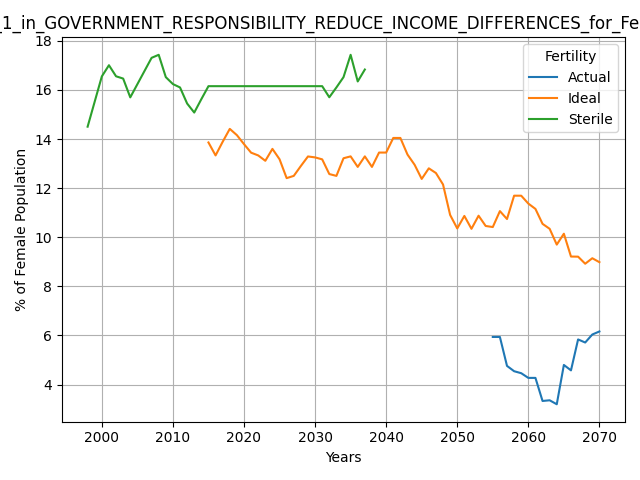 _1_in_GOVERNMENT_RESPONSIBILITY_REDUCE_INCOME_DIFFERENCES_for_Fe
Fertility
Actual
Ideal
Sterile
% of Female Population
18
16
14
12
10
8
6
4
2000
2010
2020
2030
2040
2050
2060
2070
Years